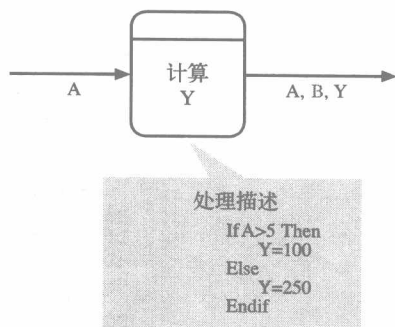 A
计算
Y
A, B, Y
处理描述
If A>5 Then
Y=100
Else
Y=250
Endif